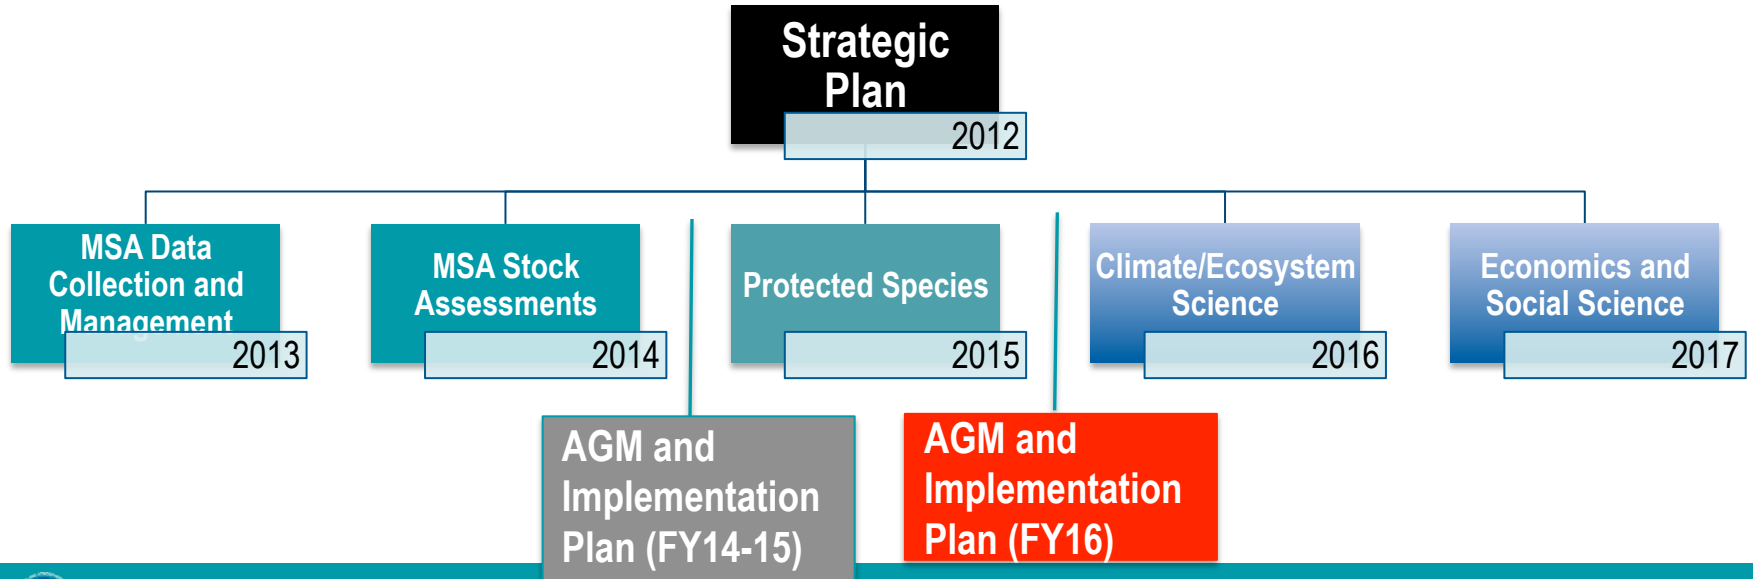 Strategic
Plan
2012
MSA Data
Collection and
Management
2013
MSA Stock
Assessments
2014
Protected Species
2015
Climate/Ecosystem
Science
2016
Economics and
Social Science
2017
AGM and
Implementation
Plan (FY14-15)
AGM and
Implementation
Plan (FY16)